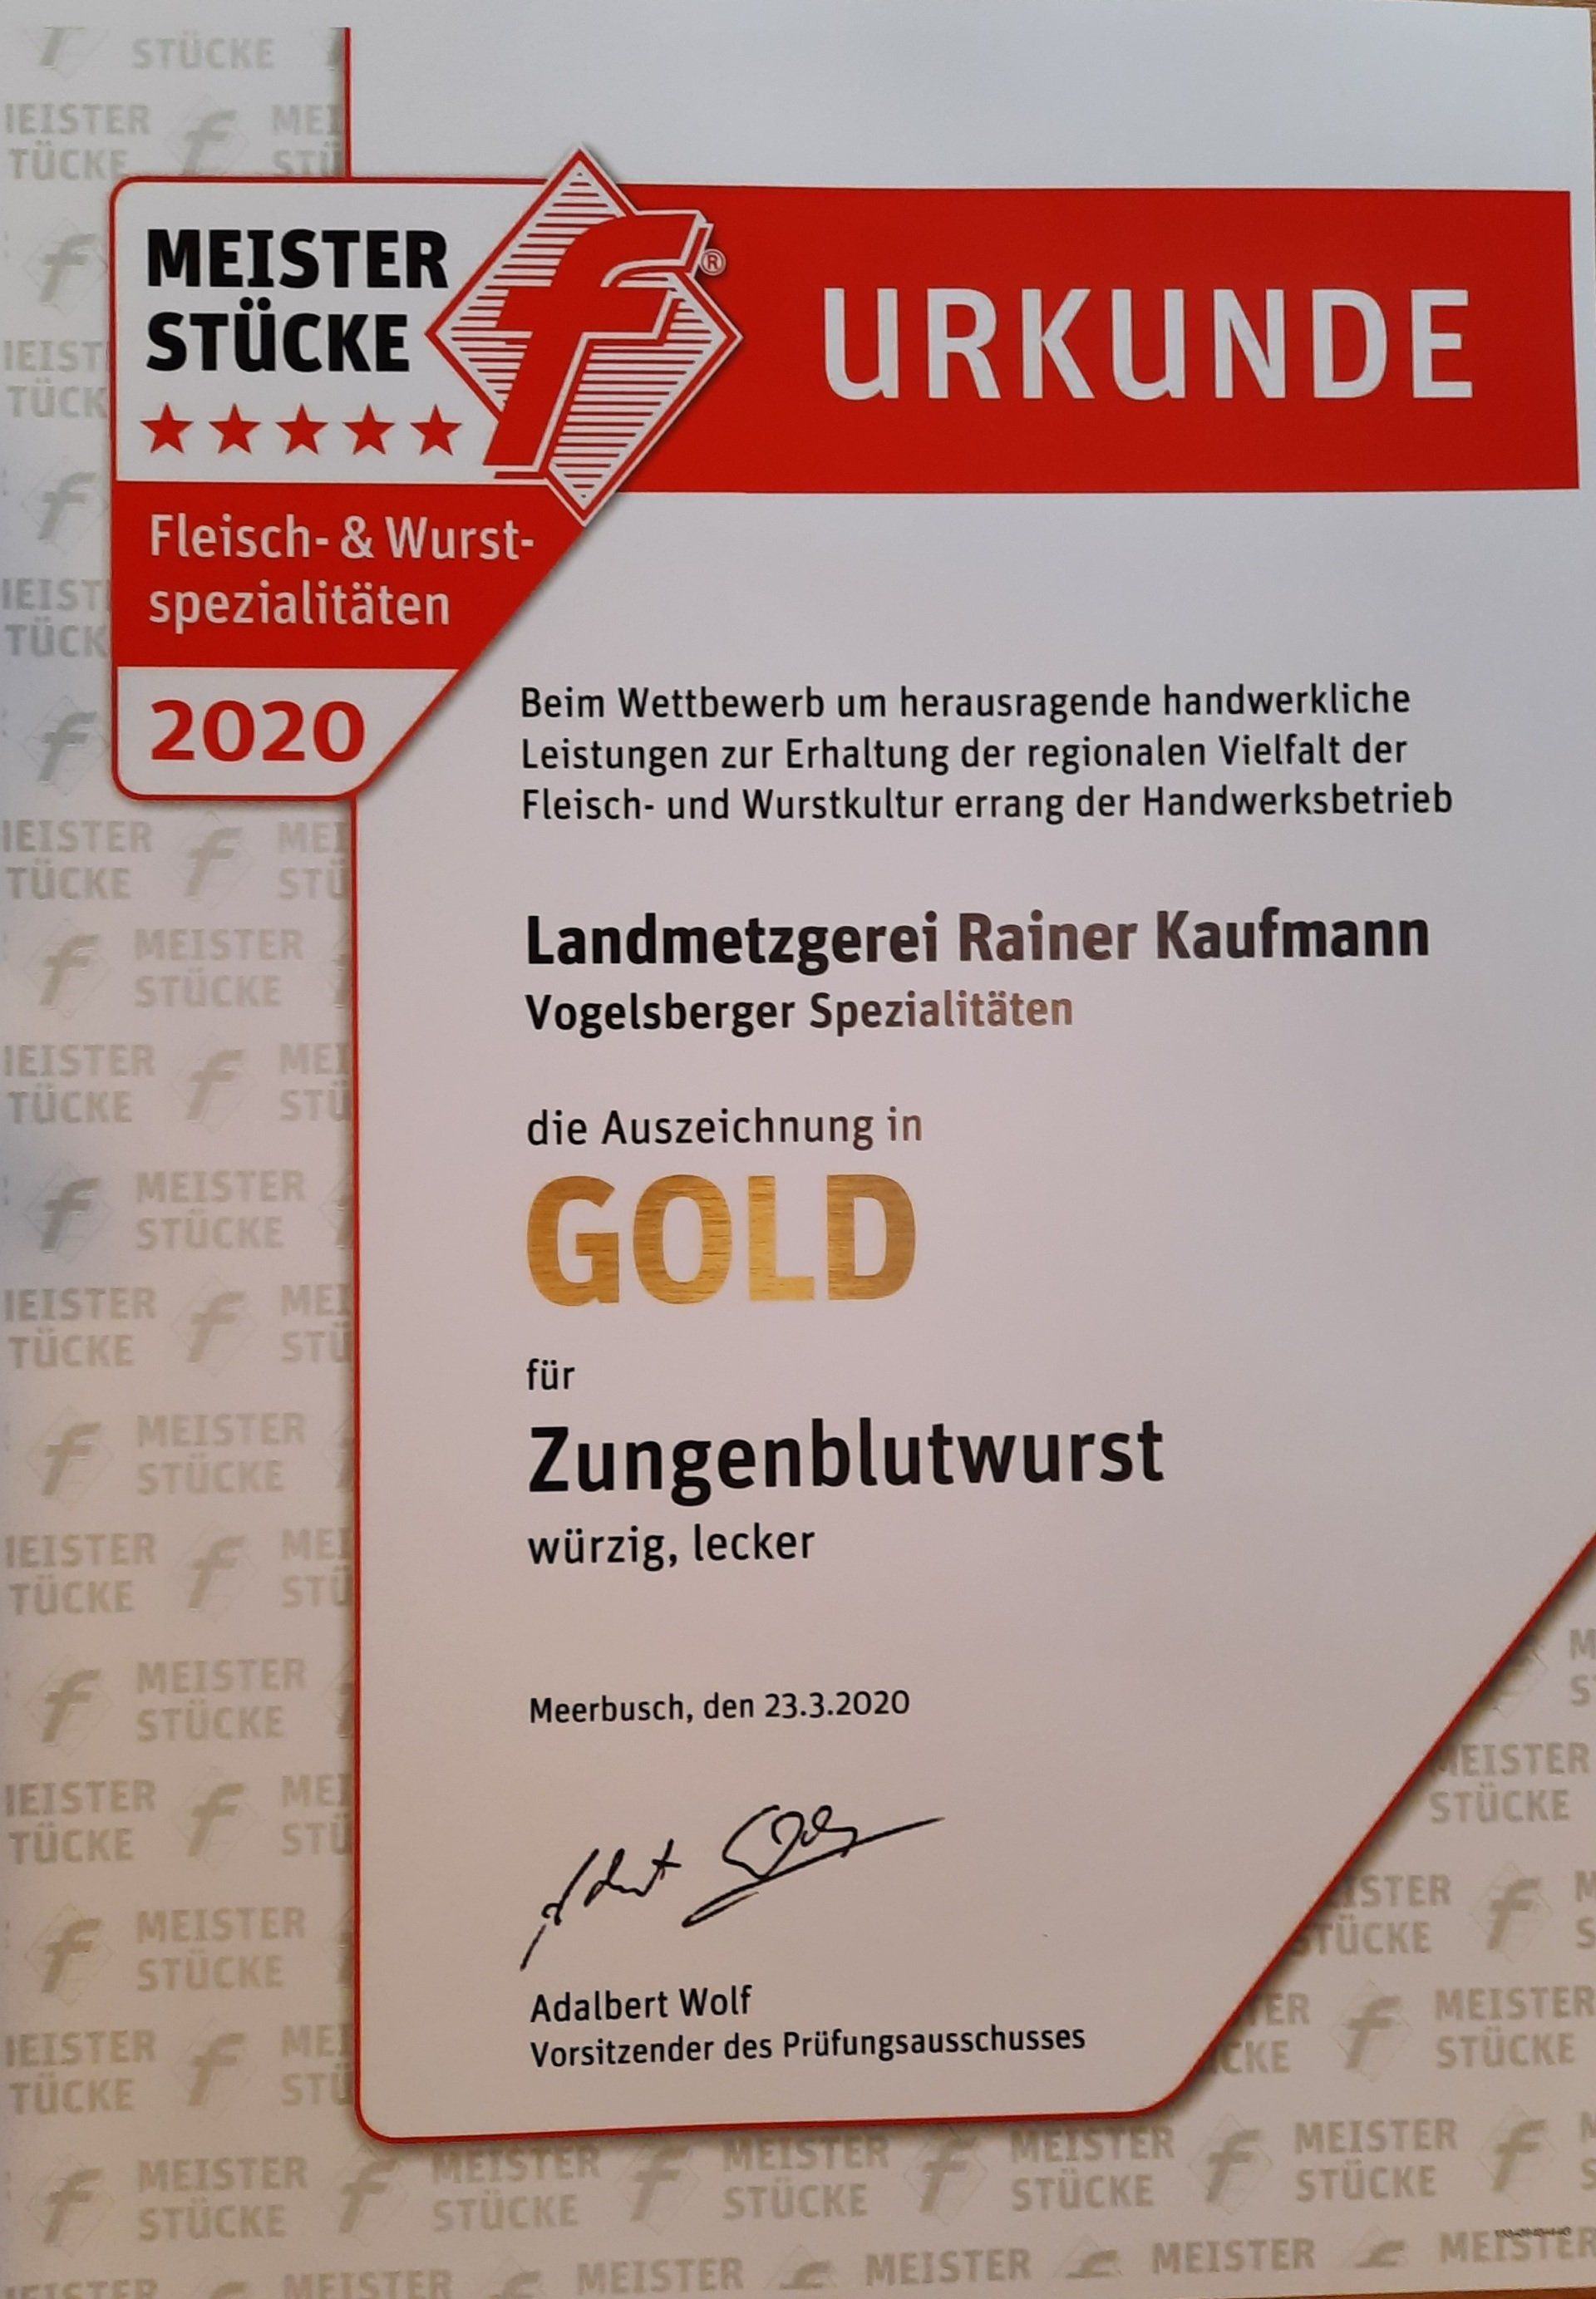 MEISTER
STÜCKE
f®
URKUNDE
Fleisch- & Wurst-
spezialitäten
2020
Beim Wettbewerb um herausragende handwerkliche
Leistungen zur Erhaltung der regionalen Vielfalt der
Fleisch- und Wurstkultur errang der Handwerksbetrieb
Landmetzgerei Rainer Kaufmann
Vogelsberger Spezialitäten
die Auszeichnung in
GOLD
für
Zungenblutwurst
würzig, lecker
Meerbusch, den 23.3.2020
Adalbert Wolf
Vorsitzender des Prüfungsausschusses